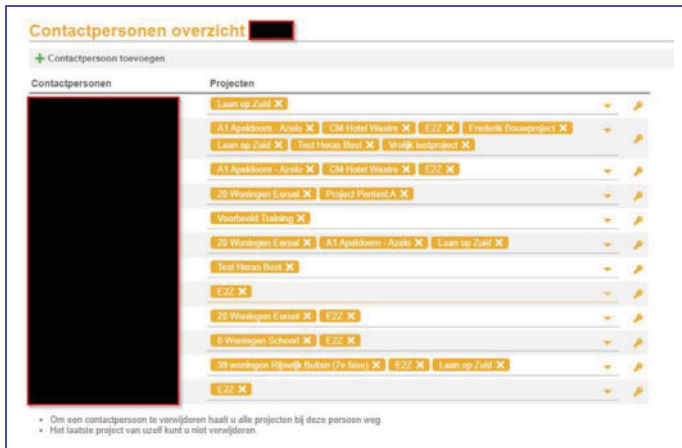 Contactpersonen overzicht
Contactpersoon toevoegen
Contactpersonen Projecten
Laan op Zuid
A1 Apeldoorn - Azelo CM Hotel Waalre E2Z Frederik Bouwproject
Laan op Zuid Test Heras Best Vrolijk testproject
A1 Apeldoorn - Azelo CM Hotel Waalre E2Z
20 Woningen Eersel Project Penteet A
Voorbeeld Training
20 Woningen Eersel A1 Apeldoorn - Azelo Laan op Zuid
Test Heras Best
E2Z
20 Woningen Eersel E2Z
8 Woningen Schoorl E2Z
39 woningen Rijswijk Buiten (7e fase) E2Z Laan op Zuid
E2Z
Om een contactpersoon te verwijderen haalt u alle projecten bij deze persoon weg.
Het laatste project van uzelf kunt u niet verwijderen.